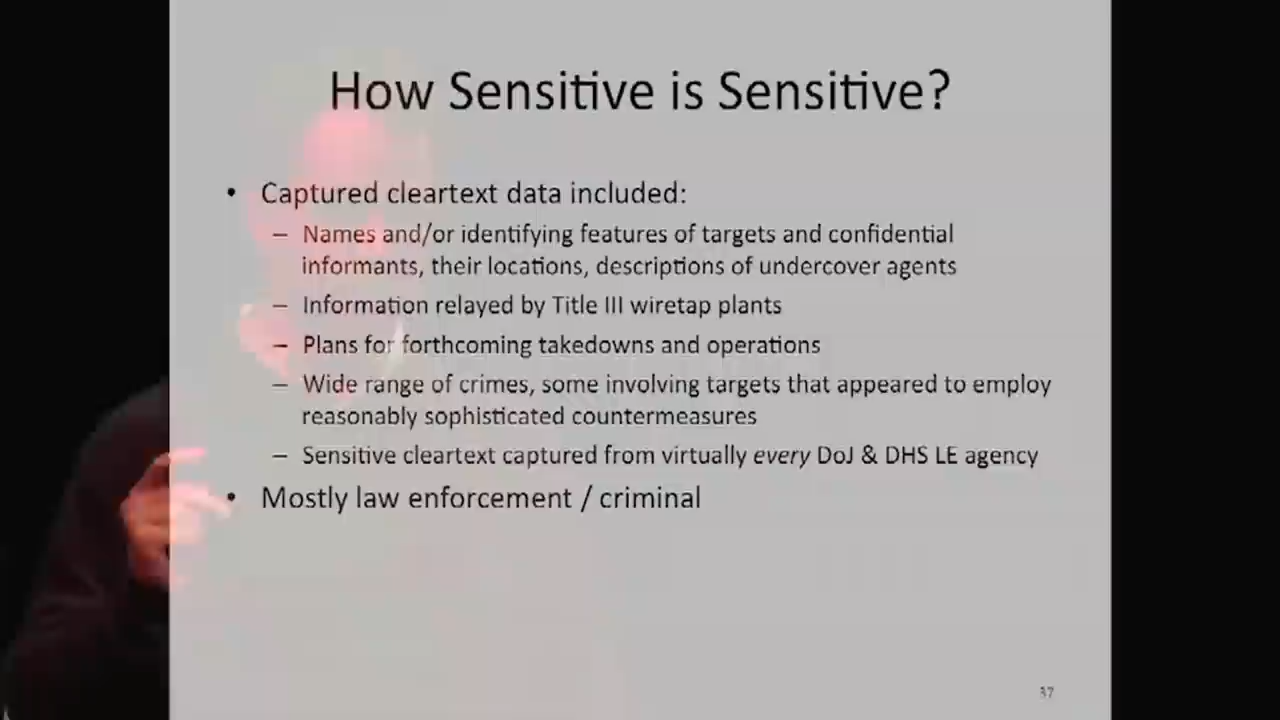 How Sensitive is Sensitive?
• Captured cleartext data included:
– Names and/or identifying features of targets and confidential
informants, their locations, descriptions of undercover agents
– Information relayed by Title III wiretap plants
– Plans for forthcoming takedowns and operations
– Wide range of crimes, some involving targets that appeared to employ
reasonably sophisticated countermeasures
– Sensitive cleartext captured from virtually every DoJ & DHS LE agency
• Mostly law enforcement / criminal
37